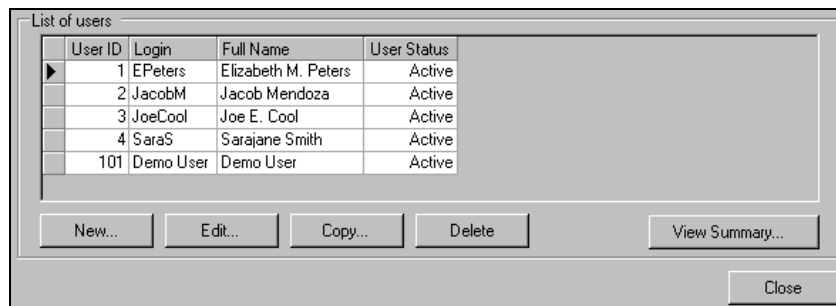 List of users
User ID Login Full Name User Status
1 EPeters Elizabeth M. Peters Active
2 JacobM Jacob Mendoza Active
3 JoeCool Joe E. Cool Active
4 SaraS Sarajane Smith Active
101 Demo User Demo User Active
New... Edit... Copy... Delete View Summary...
Close